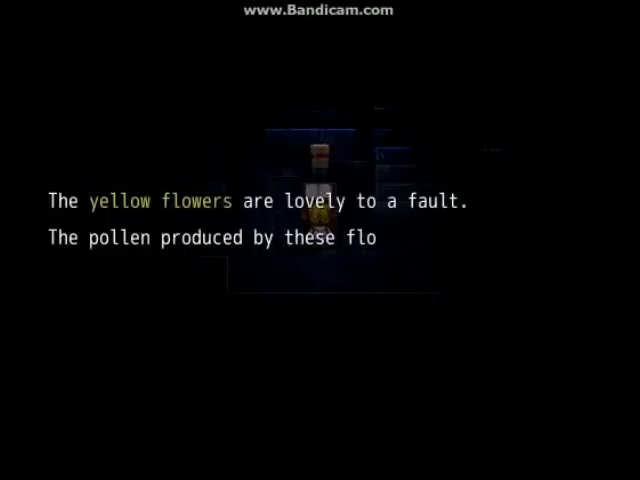 www.Bandicam.com
The yellow flowers are lovely to a fault.
The pollen produced by these flo